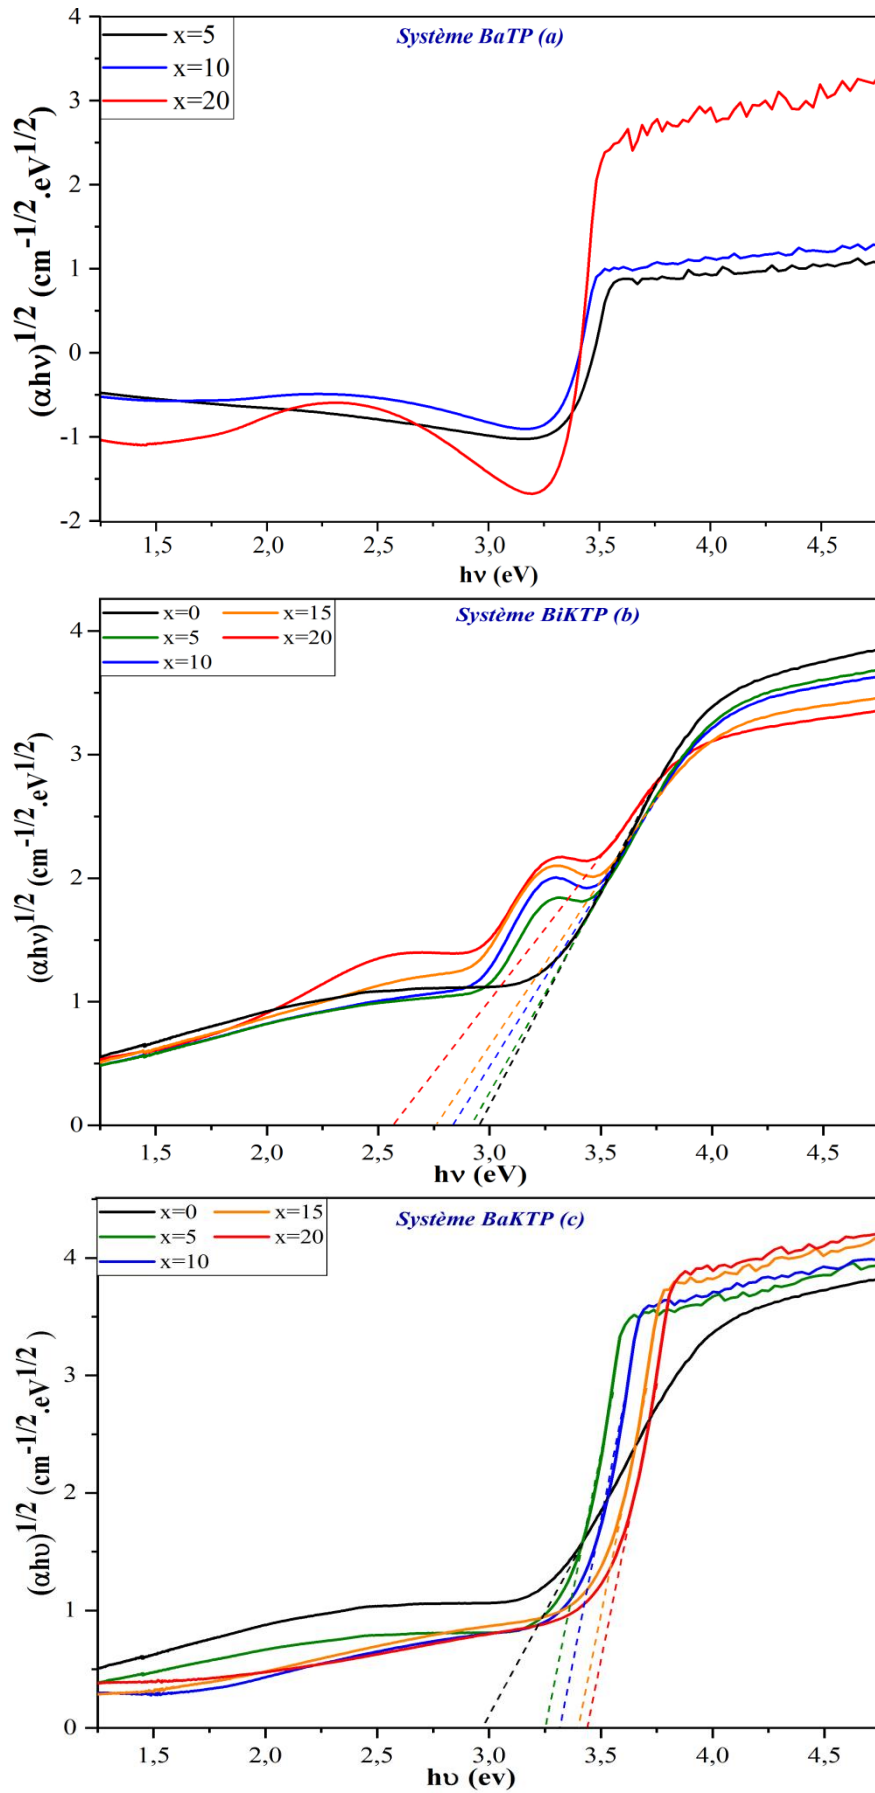 Système BaTP (a)
x=5
x=10
x=20
(αhν)1/2 (cm-1/2.eV1/2)
4
3
2
1
0
-1
-2
1,5 2,0 2,5 3,0 3,5 4,0 4,5
hν (eV)
Système BiKTP (b)
x=0 x=15
x=5 x=20
x=10
(αhν)1/2 (cm-1/2.eV1/2)
4
3
2
1
0
1,5 2,0 2,5 3,0 3,5 4,0 4,5
hν (eV)
Système BaKTP (c)
x=0 x=15
x=5 x=20
x=10
(αhυ)1/2 (cm-1/2.eV1/2)
4
3
2
1
0
1,5 2,0 2,5 3,0 3,5 4,0 4,5
hυ (ev)